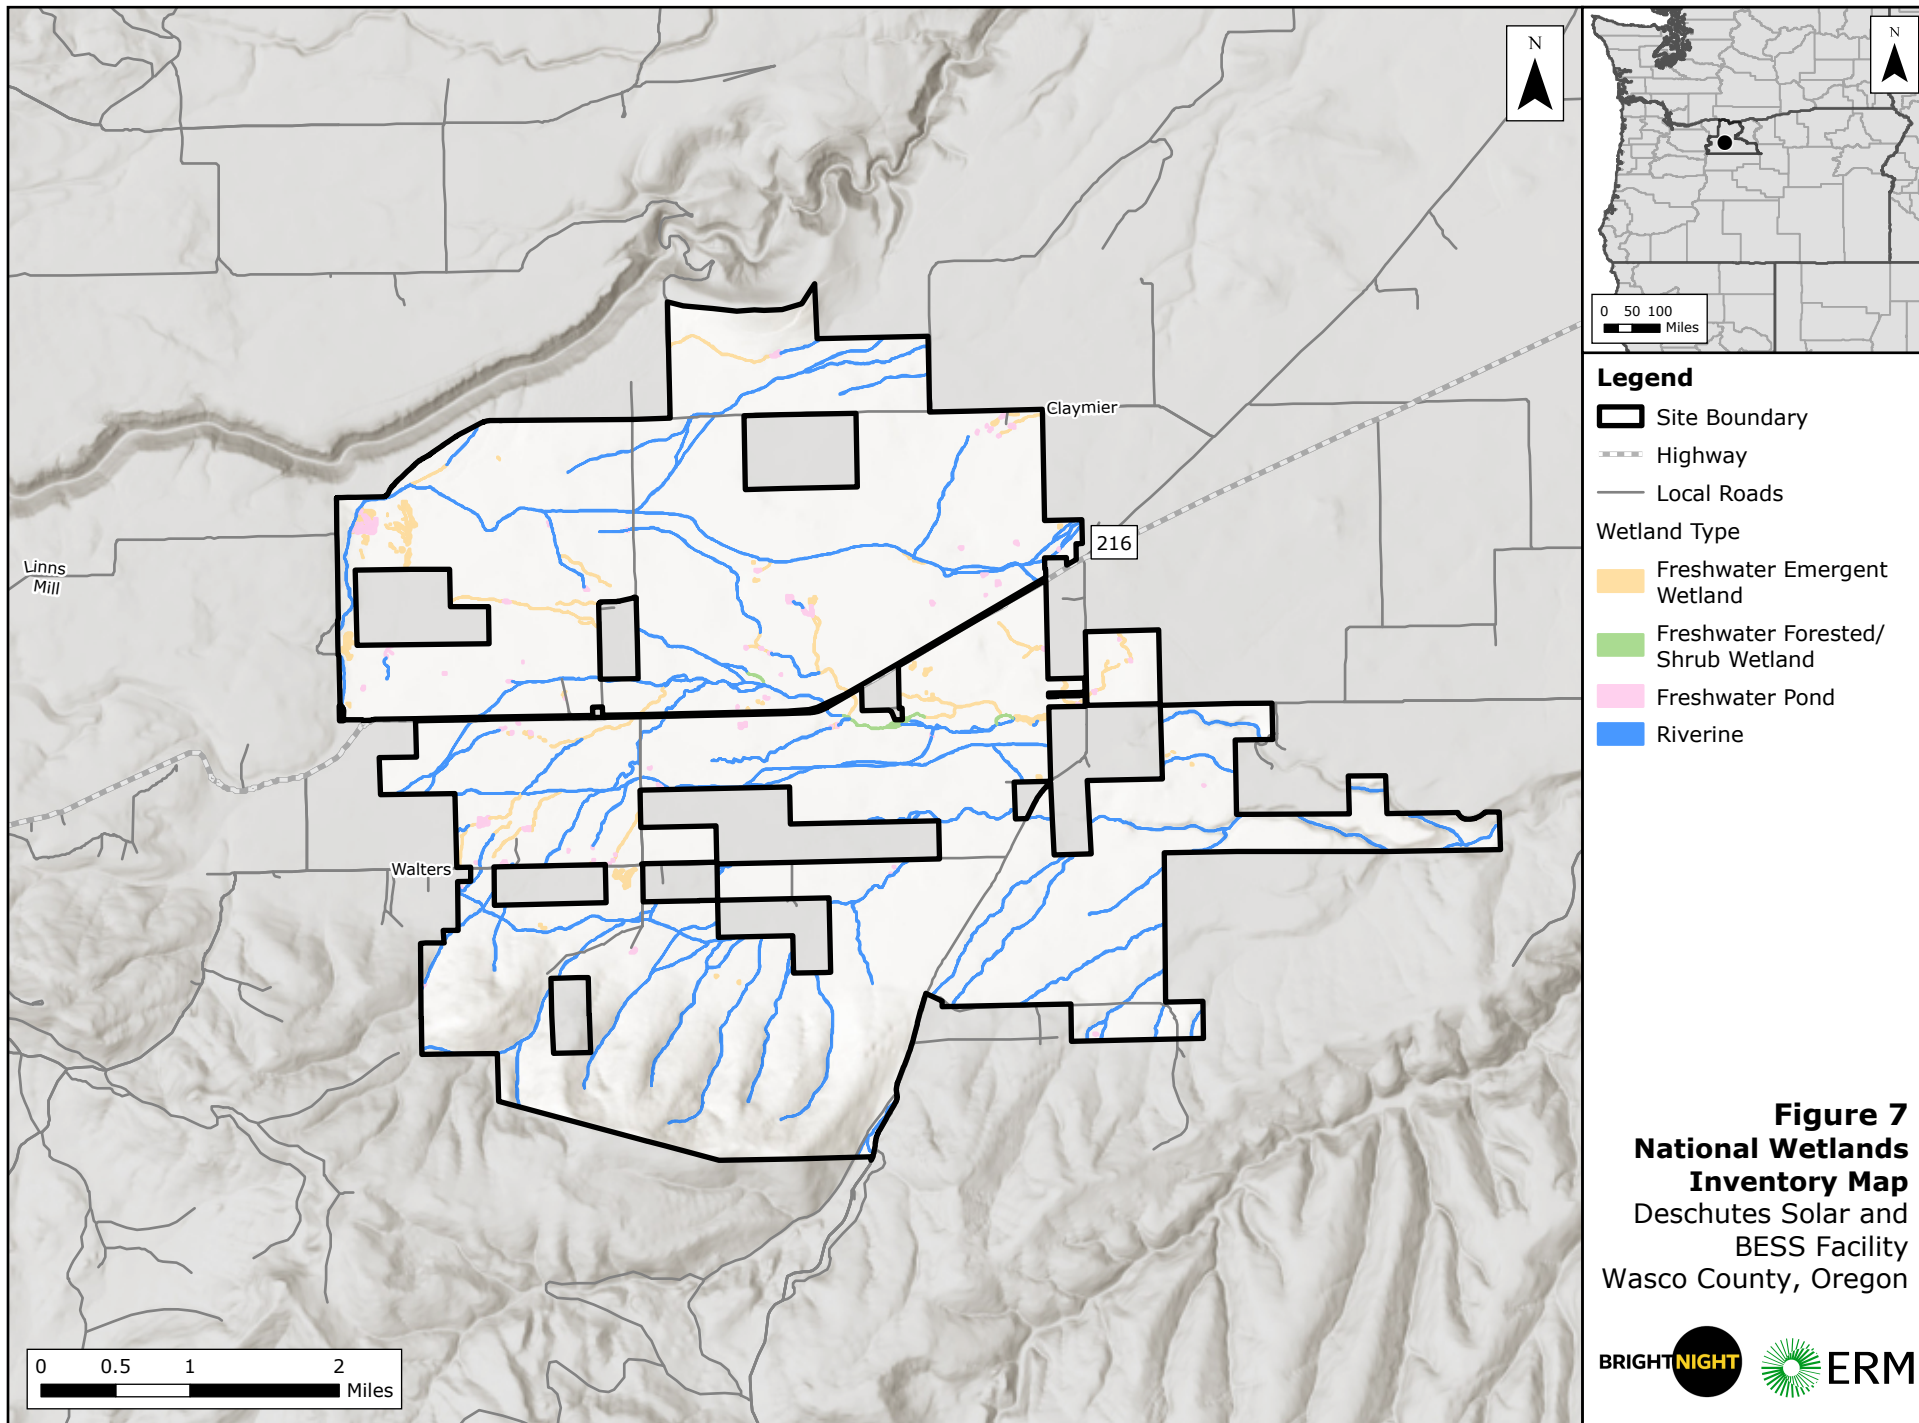 N
N
0 50 100
Miles
Claymier
216
Linns
Mill
Walters
0 0.5 1 2
Miles
Legend
Site Boundary
Highway
Local Roads
Wetland Type
Freshwater Emergent
Wetland
Freshwater Forested/
Shrub Wetland
Freshwater Pond
Riverine
Figure 7
National Wetlands
Inventory Map
Deschutes Solar and
BESS Facility
Wasco County, Oregon
BRIGHTNIGHT
ERM